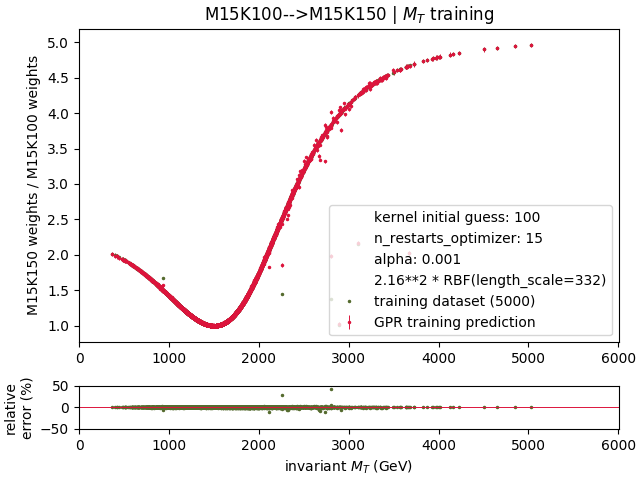 M15K100-->M15K150 | M_T training
M15K150 weights / M15K100 weights
5.0
4.5
4.0
3.5
3.0
2.5
2.0
1.5
1.0
kernel initial guess: 100
n_restarts_optimizer: 15
alpha: 0.001
2.16**2 * RBF(length_scale=332)
training dataset (5000)
GPR training prediction
0 1000 2000 3000 4000 5000 6000
relative
error (%)
50
0
−50
0 1000 2000 3000 4000 5000 6000
invariant M_T (GeV)